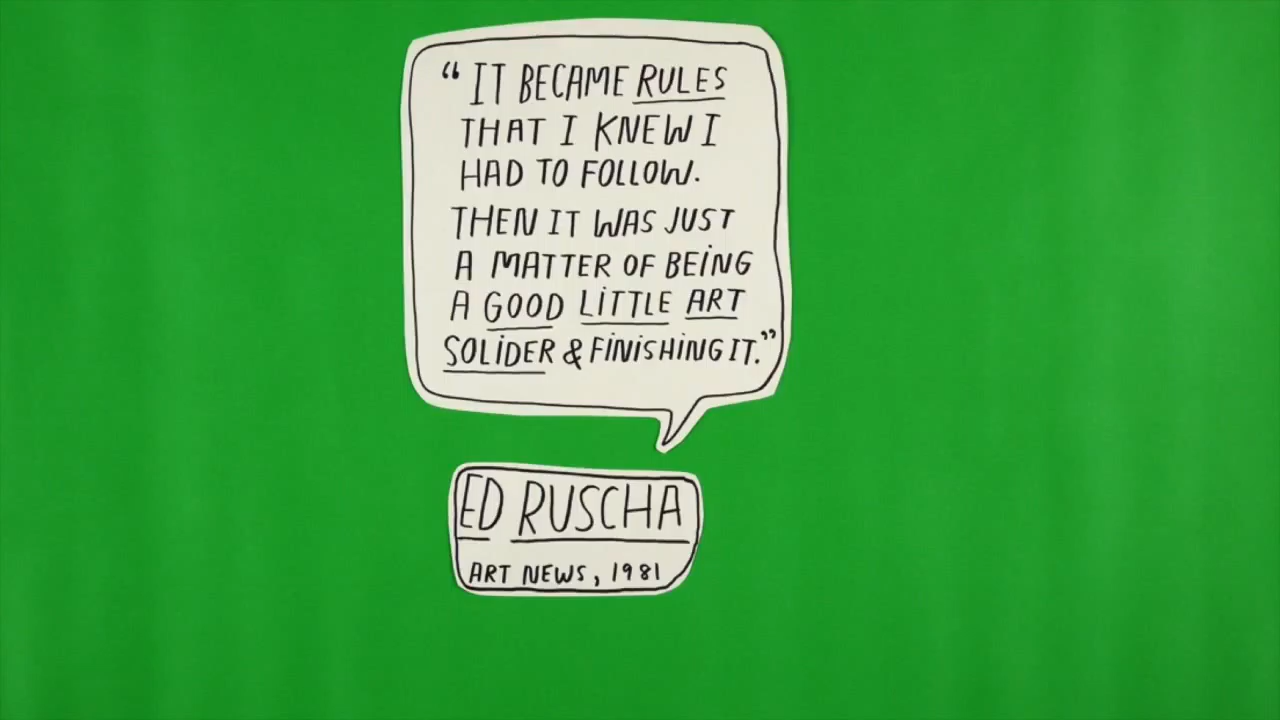 “ IT BECAME RULES
THAT I KNEW I
HAD TO FOLLOW.
THEN IT WAS JUST
A MATTER OF BEING
A GOOD LITTLE ART
SOLIDER & FINISHING IT.”
ED RUSCHA
ART NEWS, 1981